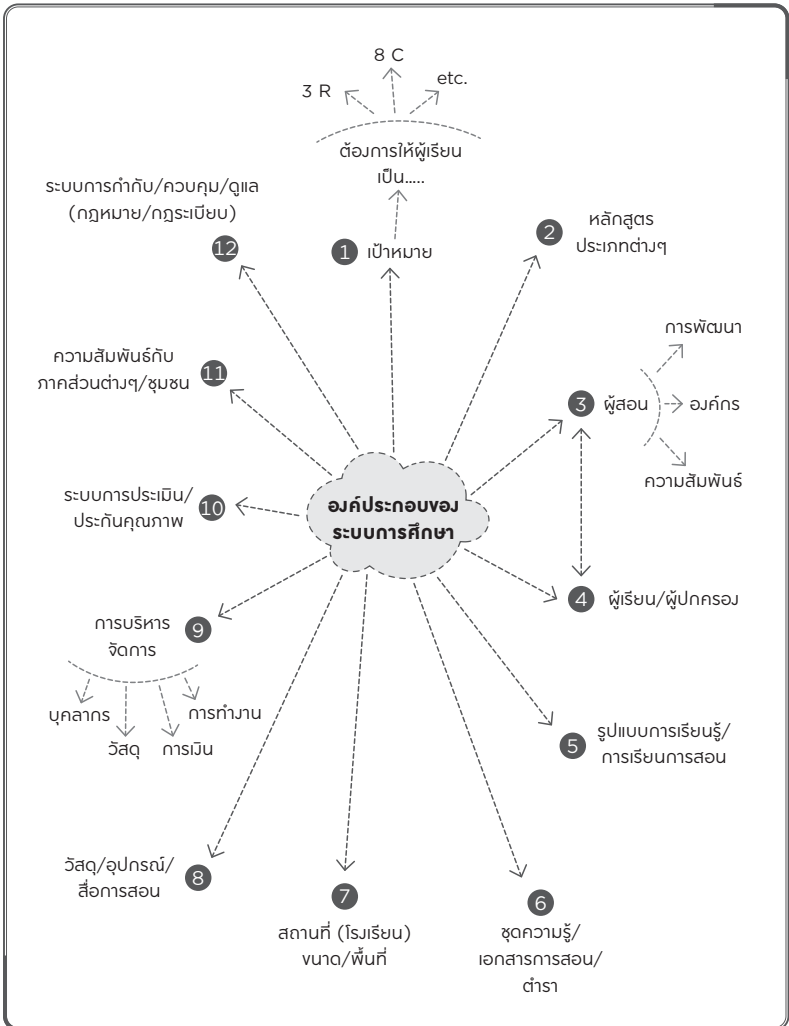 8 C
3 R
etc.
ต้องการให้ผู้เรียน
เป็น.....
1 เป้าหมาย
2 หลักสูตร
ประเภทต่างๆ
3 ผู้สอน
การพัฒนา
องค์กร
ความสัมพันธ์
4 ผู้เรียน/ผู้ปกครอง
5 รูปแบบการเรียนรู้/
การเรียนการสอน
6
ชุดความรู้/
เอกสารการสอน/
ตำรา
7
สถานที่ (โรงเรียน)
ขนาด/พื้นที่
วัสดุ/อุปกรณ์/
สื่อการสอน 8
การบริหาร
จัดการ 9
บุคลากร
วัสดุ
การเงิน
การทำงาน
ระบบการประเมิน/
ประกันคุณภาพ 10
ความสัมพันธ์กับ
ภาคส่วนต่างๆ/ชุมชน 11
ระบบการกำกับ/ควบคุม/ดูแล
(กฎหมาย/กฎระเบียบ)
12
องค์ประกอบของ
ระบบการศึกษา